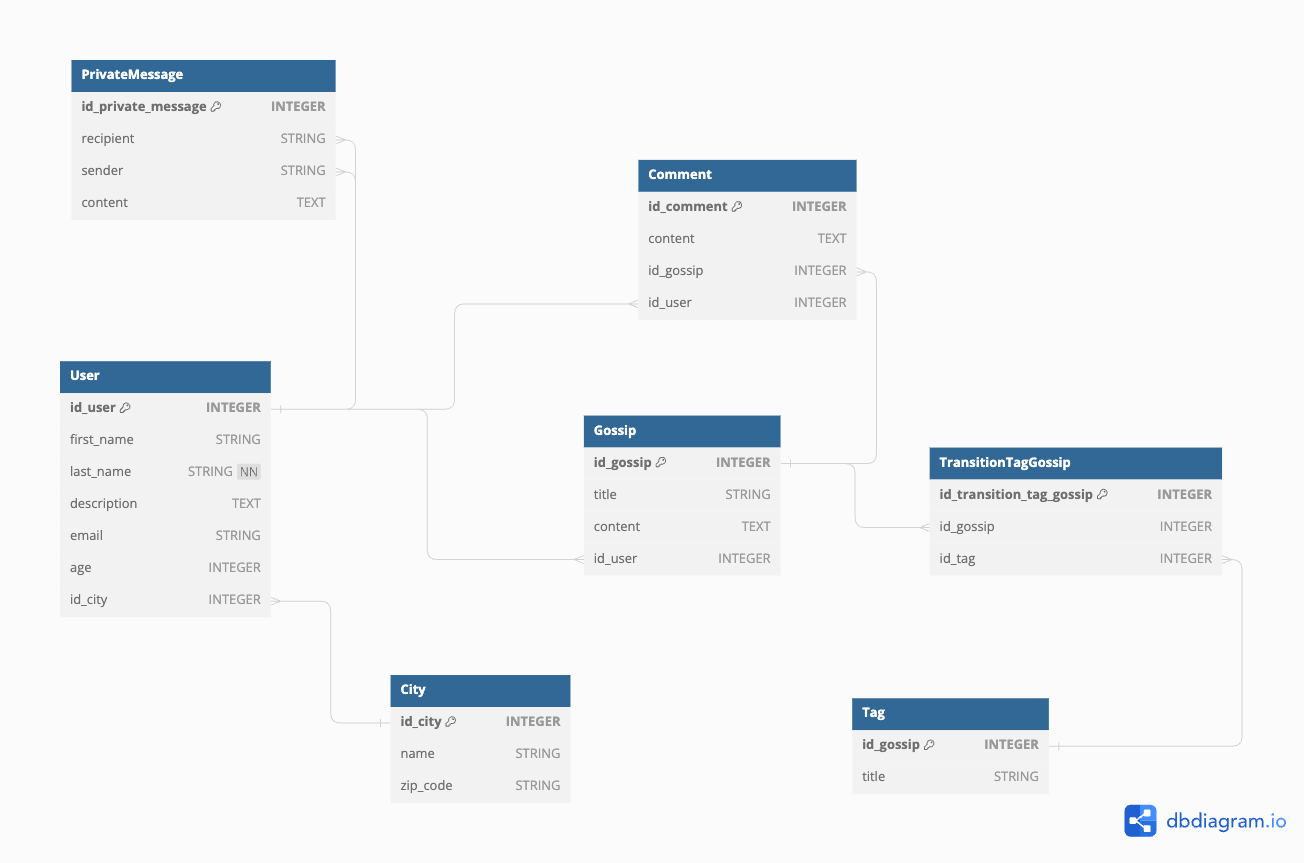 PrivateMessage
id_private_message INTEGER
recipient STRING
sender STRING
content TEXT
Comment
id_comment INTEGER
content TEXT
id_gossip INTEGER
id_user INTEGER
User
id_user INTEGER
first_name STRING
last_name STRING NN
description TEXT
email STRING
age INTEGER
id_city INTEGER
Gossip
id_gossip INTEGER
title STRING
content TEXT
id_user INTEGER
TransitionTagGossip
id_transition_tag_gossip INTEGER
id_gossip INTEGER
id_tag INTEGER
City
id_city INTEGER
name STRING
zip_code STRING
Tag
id_gossip INTEGER
title STRING
dbdiagram.io